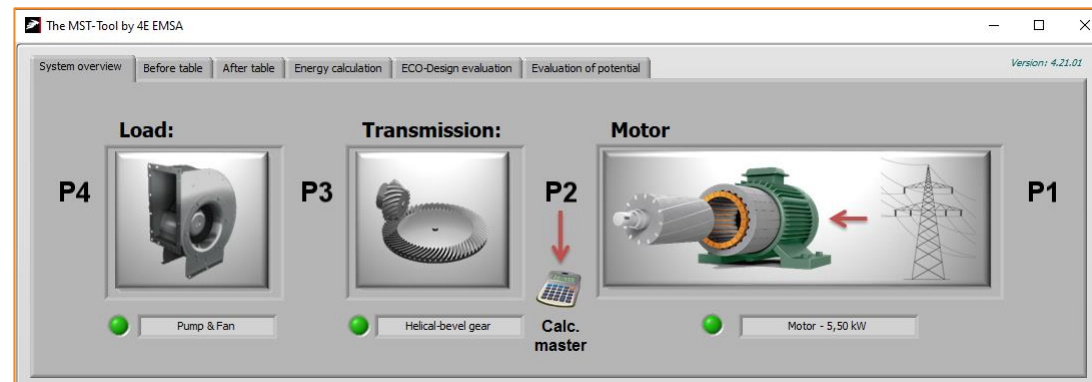 The MST-Tool by 4E EMSA
System overview Before table After table Energy calculation ECO-Design evaluation Evaluation of potential Version: 4.21.01
Load: Transmission: Motor
P4 P3 P2 P1
Pump & Fan Helical-bevel gear Calc. Motor - 5,50 kW
master